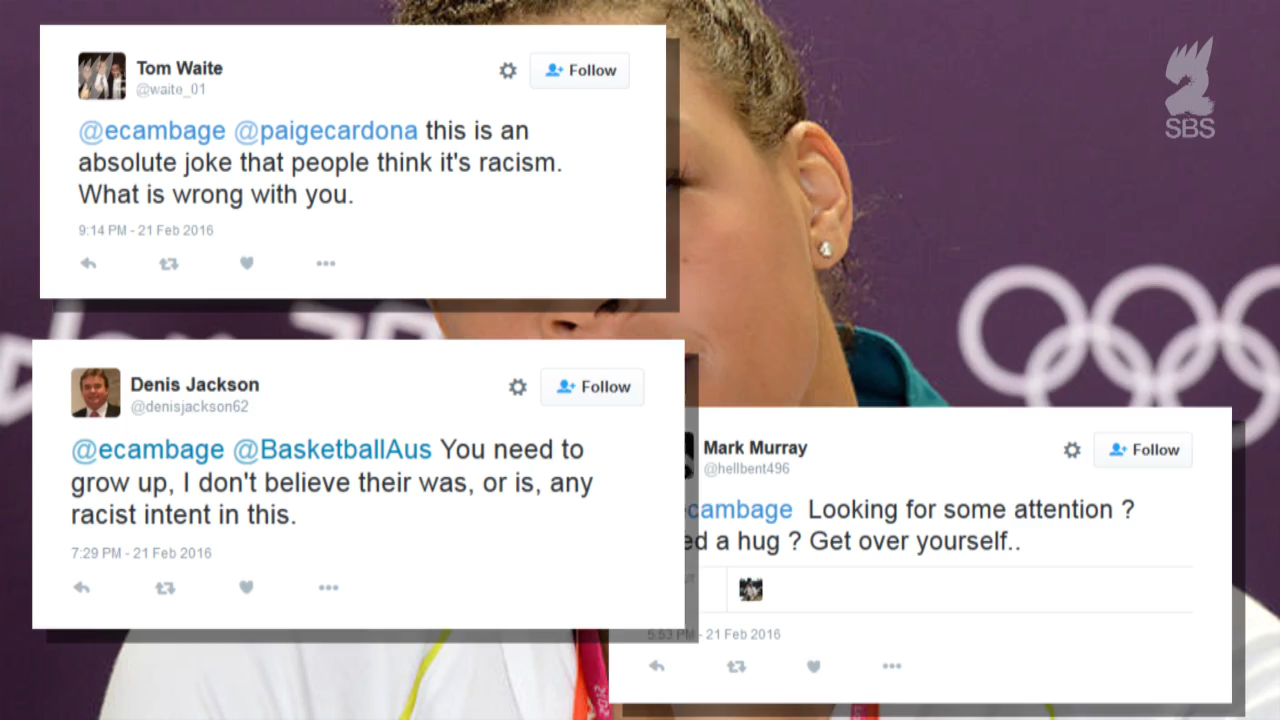 SBS
Tom Waite
@waite_01
Follow
@ecambage @paigecardona this is an
absolute joke that people think it's racism.
What is wrong with you.
9:14 PM - 21 Feb 2016
Denis Jackson
@denisjackson62
Follow
@ecambage @BasketballAus You need to
grow up, I don't believe their was, or is, any
racist intent in this.
7:29 PM - 21 Feb 2016
Mark Murray
@hellbent496
Follow
cambage Looking for some attention ?
ed a hug ? Get over yourself..
5:53 PM - 21 Feb 2016
2012